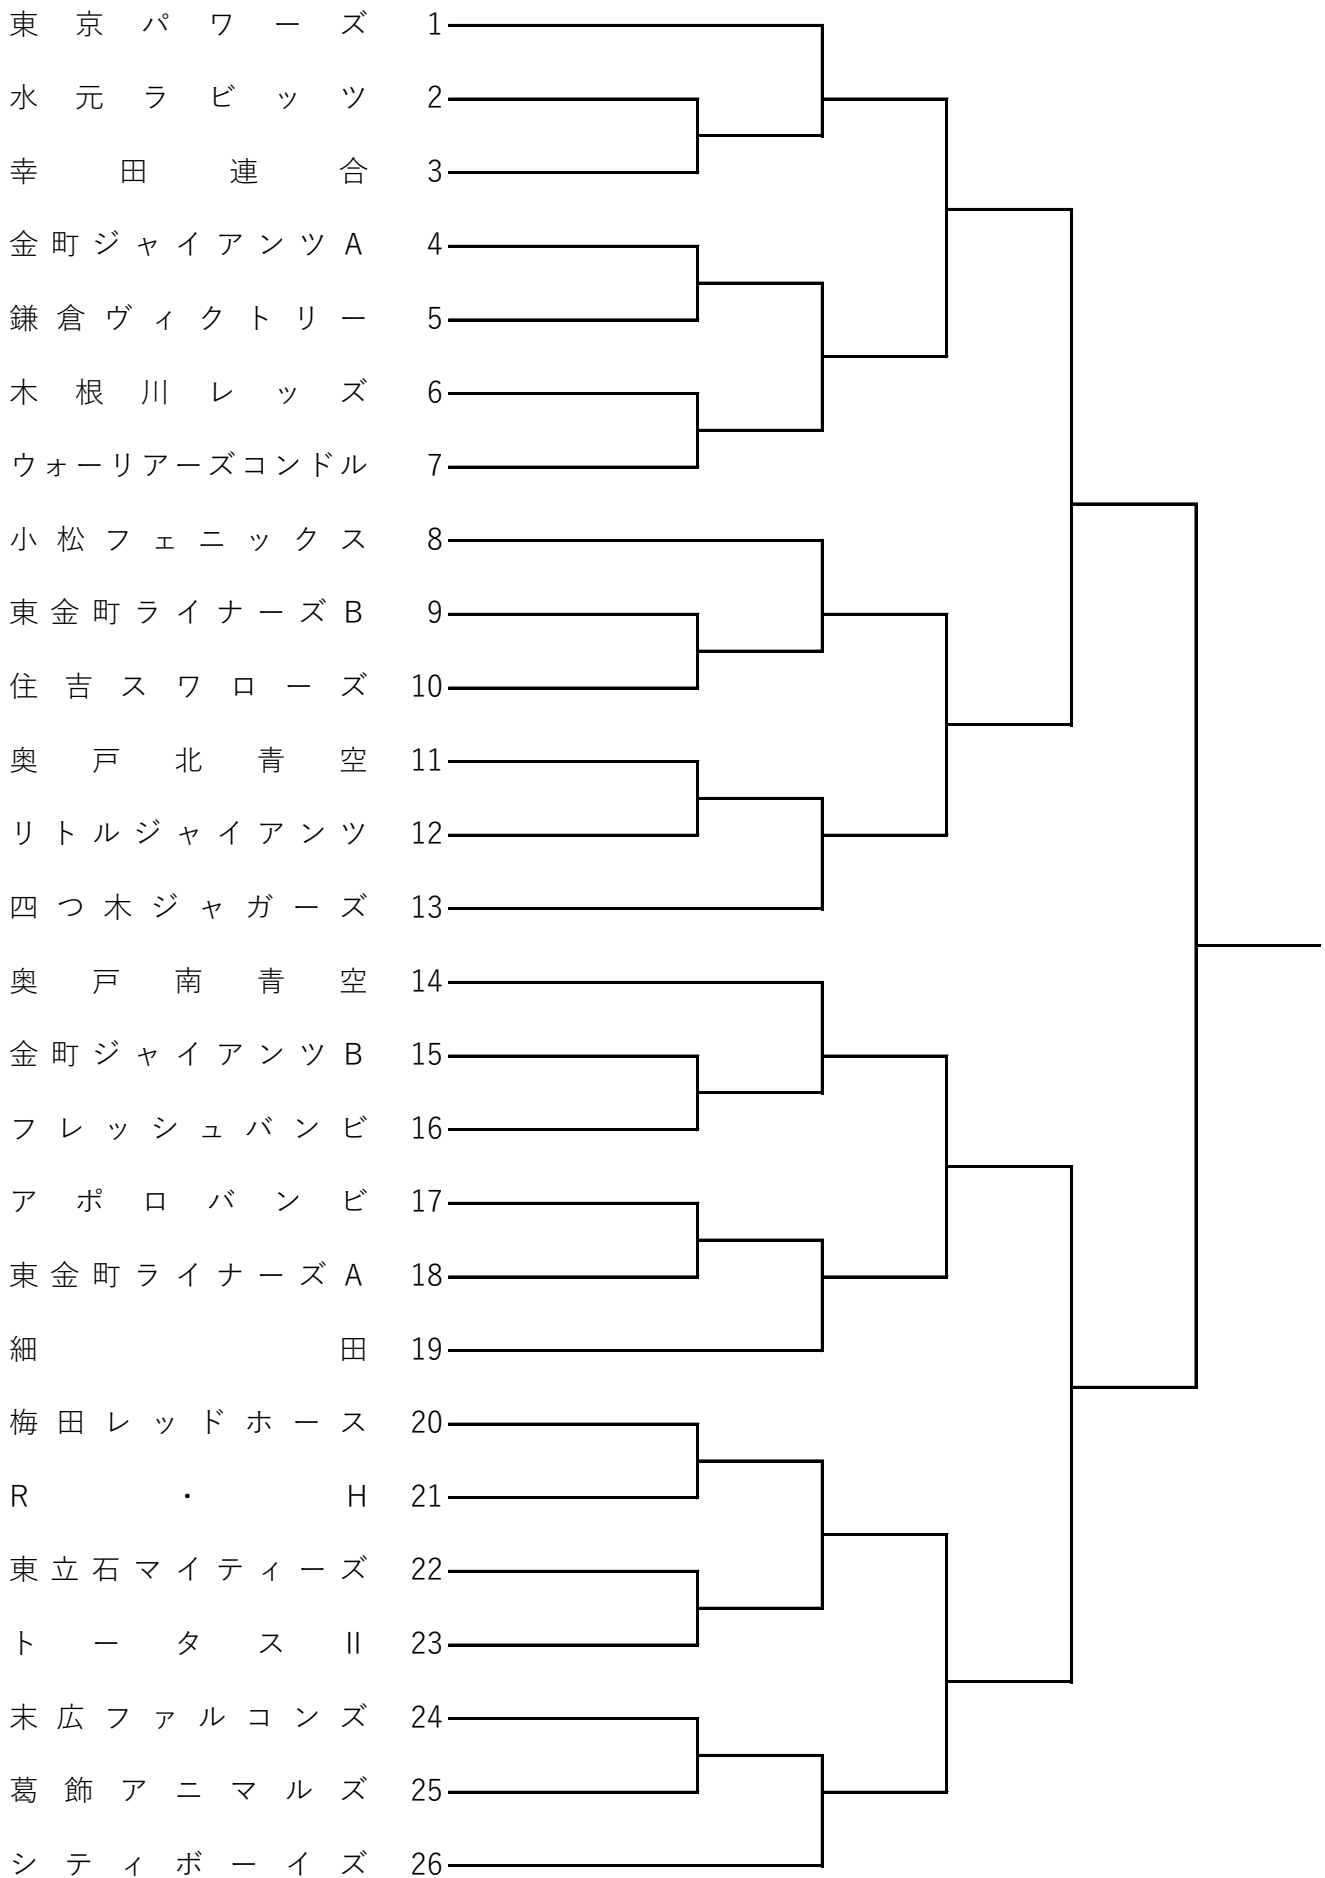 東京パワーズ 1
水元ラビッツ 2
幸田連合 3
金町ジャイアンツA 4
鎌倉ヴィクトリー 5
木根川レッズ 6
ウォーリアーズコンドル 7
小松フェニックス 8
東金町ライナーズB 9
住吉スワローズ 10
奥戸北青空 11
リトルジャイアンツ 12
四つ木ジャガーズ 13
奥戸南青空 14
金町ジャイアンツB 15
フレッシュバンビ 16
アポロバンビ 17
東金町ライナーズA 18
細田 19
梅田レッドホース 20
R・H 21
東立石マイティーズ 22
トータスⅡ 23
末広ファルコンズ 24
葛飾アニマルズ 25
シティボーイズ 26